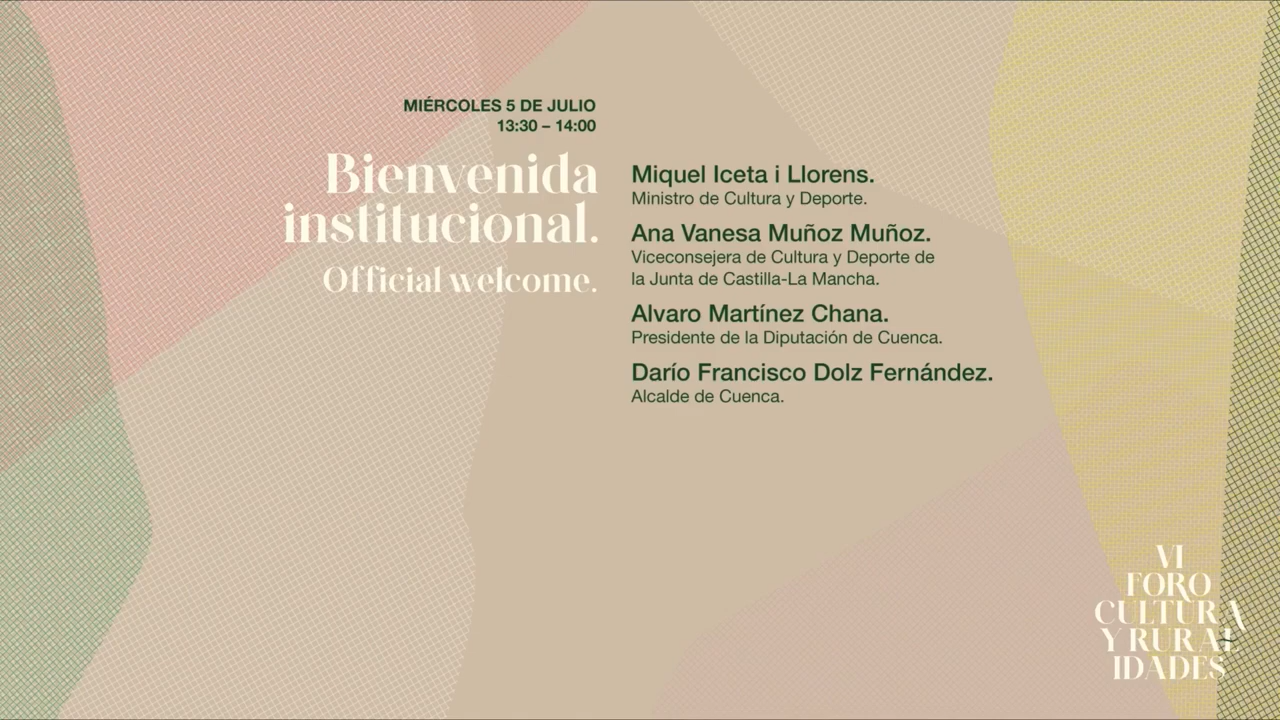 MIÉRCOLES 5 DE JULIO
13:30 – 14:00
Bienvenida
institucional.
Official welcome.
Miquel Iceta i Llorens.
Ministro de Cultura y Deporte.
Ana Vanesa Muñoz Muñoz.
Viceconsejera de Cultura y Deporte de
la Junta de Castilla-La Mancha.
Alvaro Martínez Chana.
Presidente de la Diputación de Cuenca.
Darío Francisco Dolz Fernández.
Alcalde de Cuenca.
VI
FORO
CULTURA
Y RURAL
IDADES